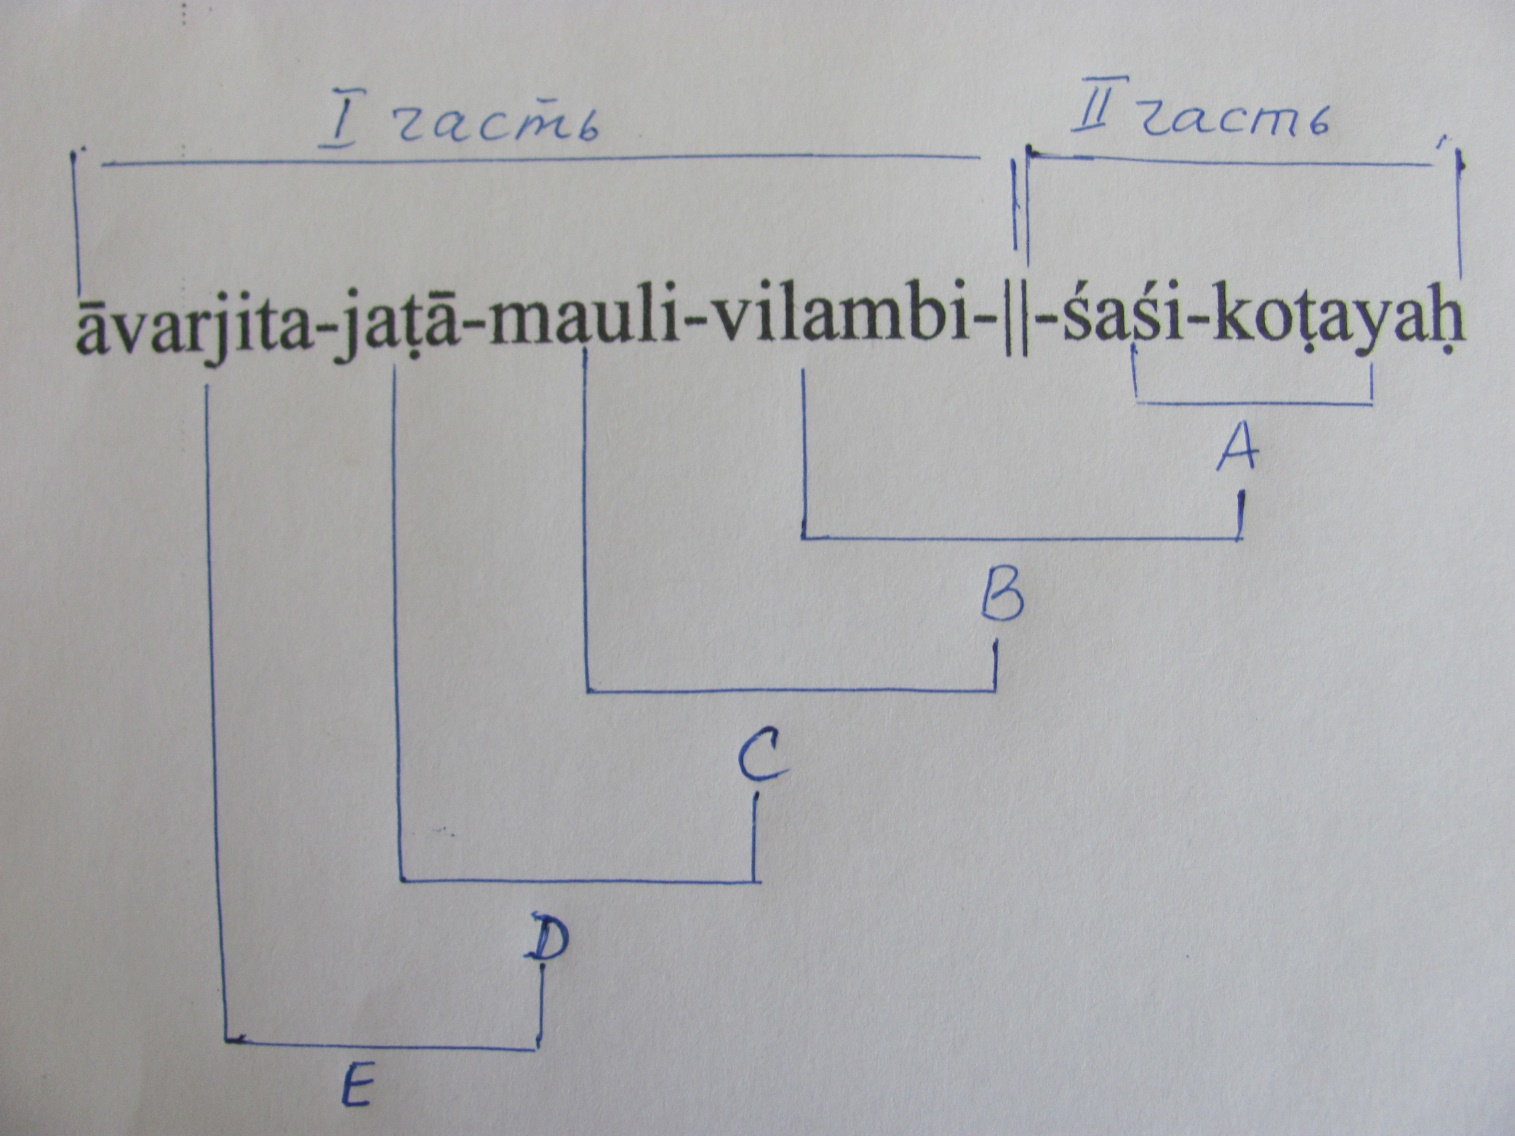 I часть II часть
āvarjita-jaṭā-mauli-vilambi-||-śaśi-koṭayaḥ
A
B
C
D
E